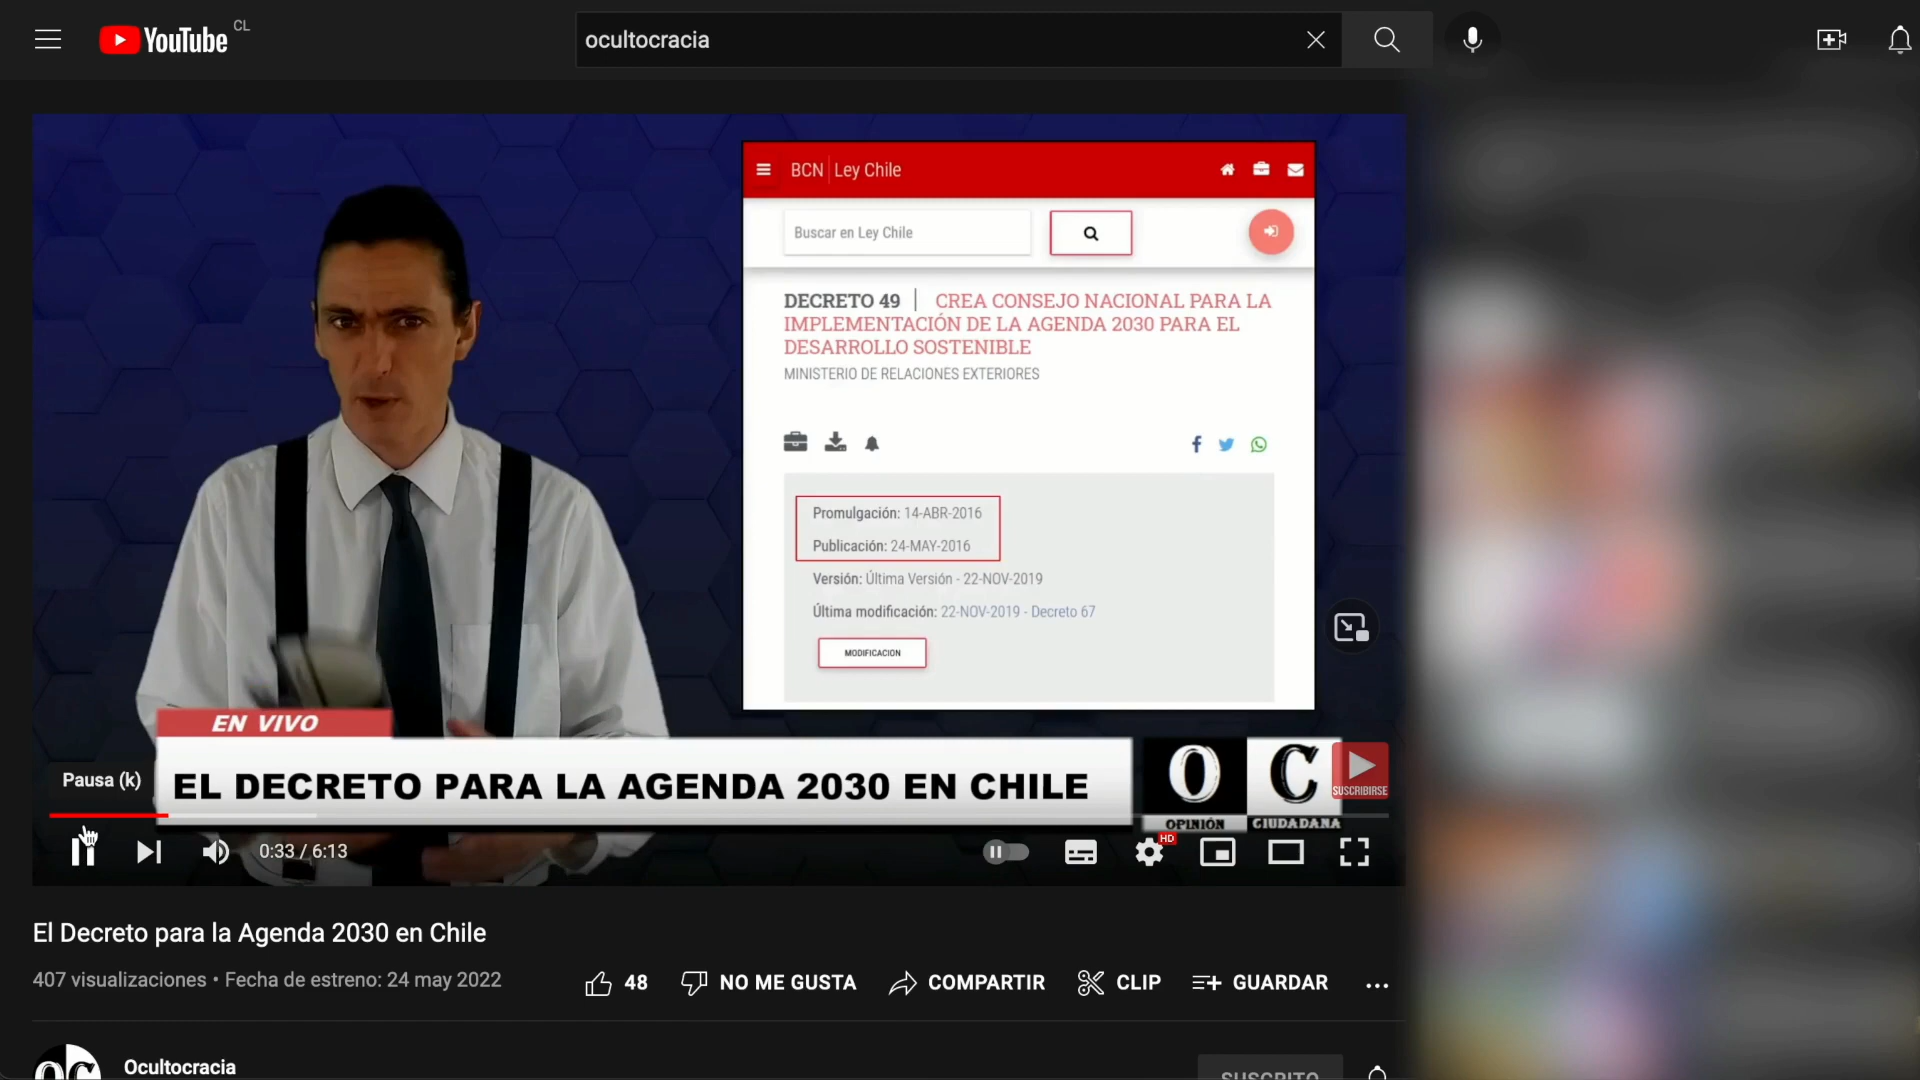 YouTube CL
ocultocracia
BCN | Ley Chile
Buscar en Ley Chile
DECRETO 49 | CREA CONSEJO NACIONAL PARA LA
IMPLEMENTACIÓN DE LA AGENDA 2030 PARA EL
DESARROLLO SOSTENIBLE
MINISTERIO DE RELACIONES EXTERIORES
Promulgación: 14-ABR-2016
Publicación: 24-MAY-2016
Versión: Última Versión - 22-NOV-2019
Última modificación: 22-NOV-2019 - Decreto 67
MODIFICACION
EN VIVO
EL DECRETO PARA LA AGENDA 2030 EN CHILE
O C
OPINIÓN CIUDADANA
SUSCRIBIRSE
Pausa (k)
0:33 / 6:13
HD
El Decreto para la Agenda 2030 en Chile
407 visualizaciones • Fecha de estreno: 24 may 2022
48 NO ME GUSTA COMPARTIR CLIP GUARDAR ...
OC
Ocultocracia
SUSCRITO